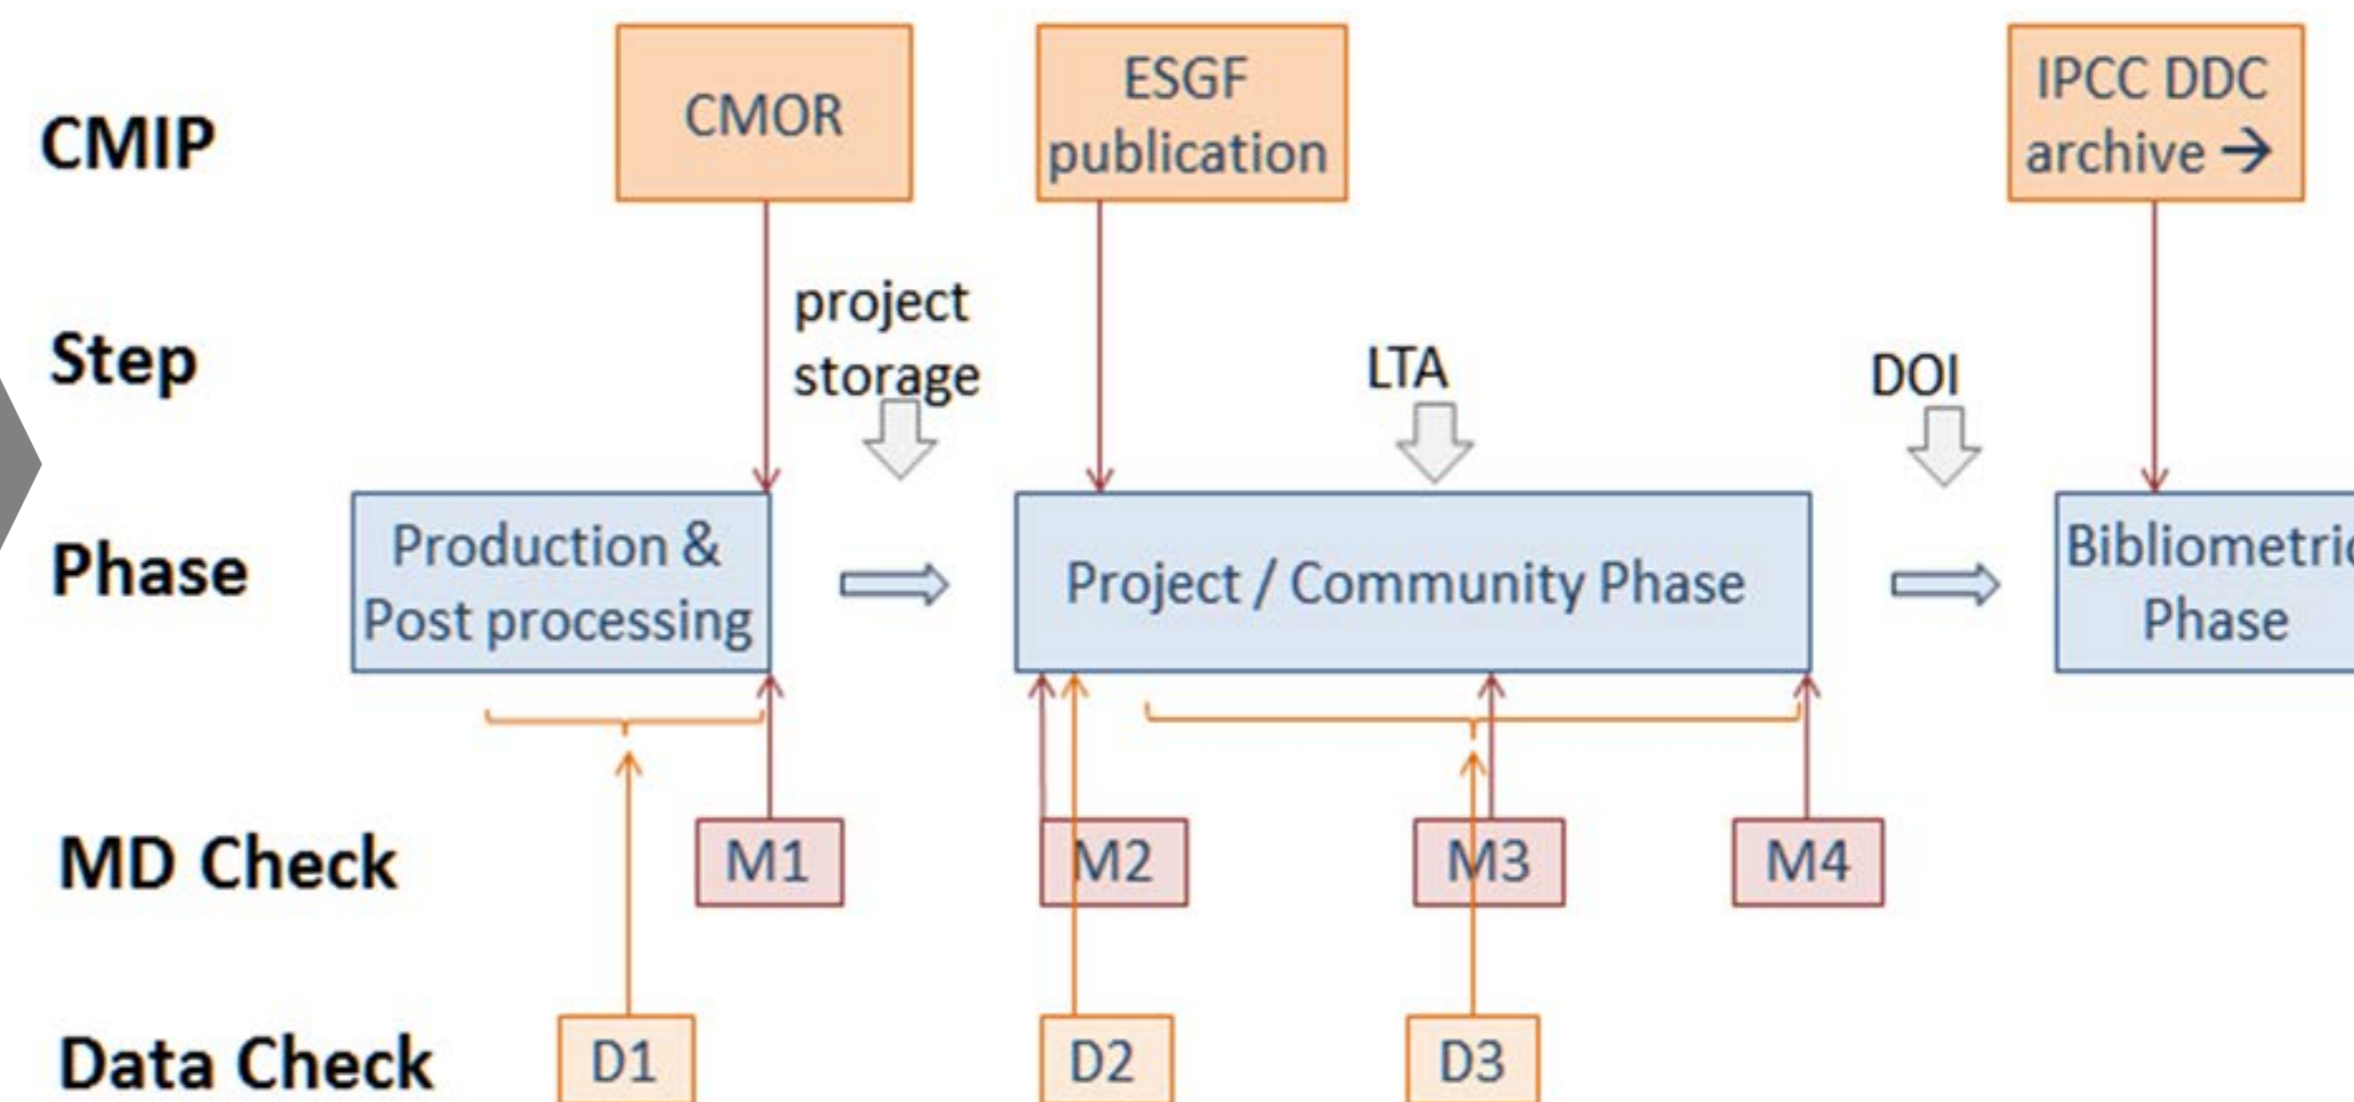 CMIP
CMOR
ESGF
publication
IPCC DDC
archive →
Step
project
storage
LTA
DOI
Phase
Production &
Post processing
Project / Community Phase
Bibliometric
Phase
MD Check
M1
M2
M3
M4
Data Check
D1
D2
D3